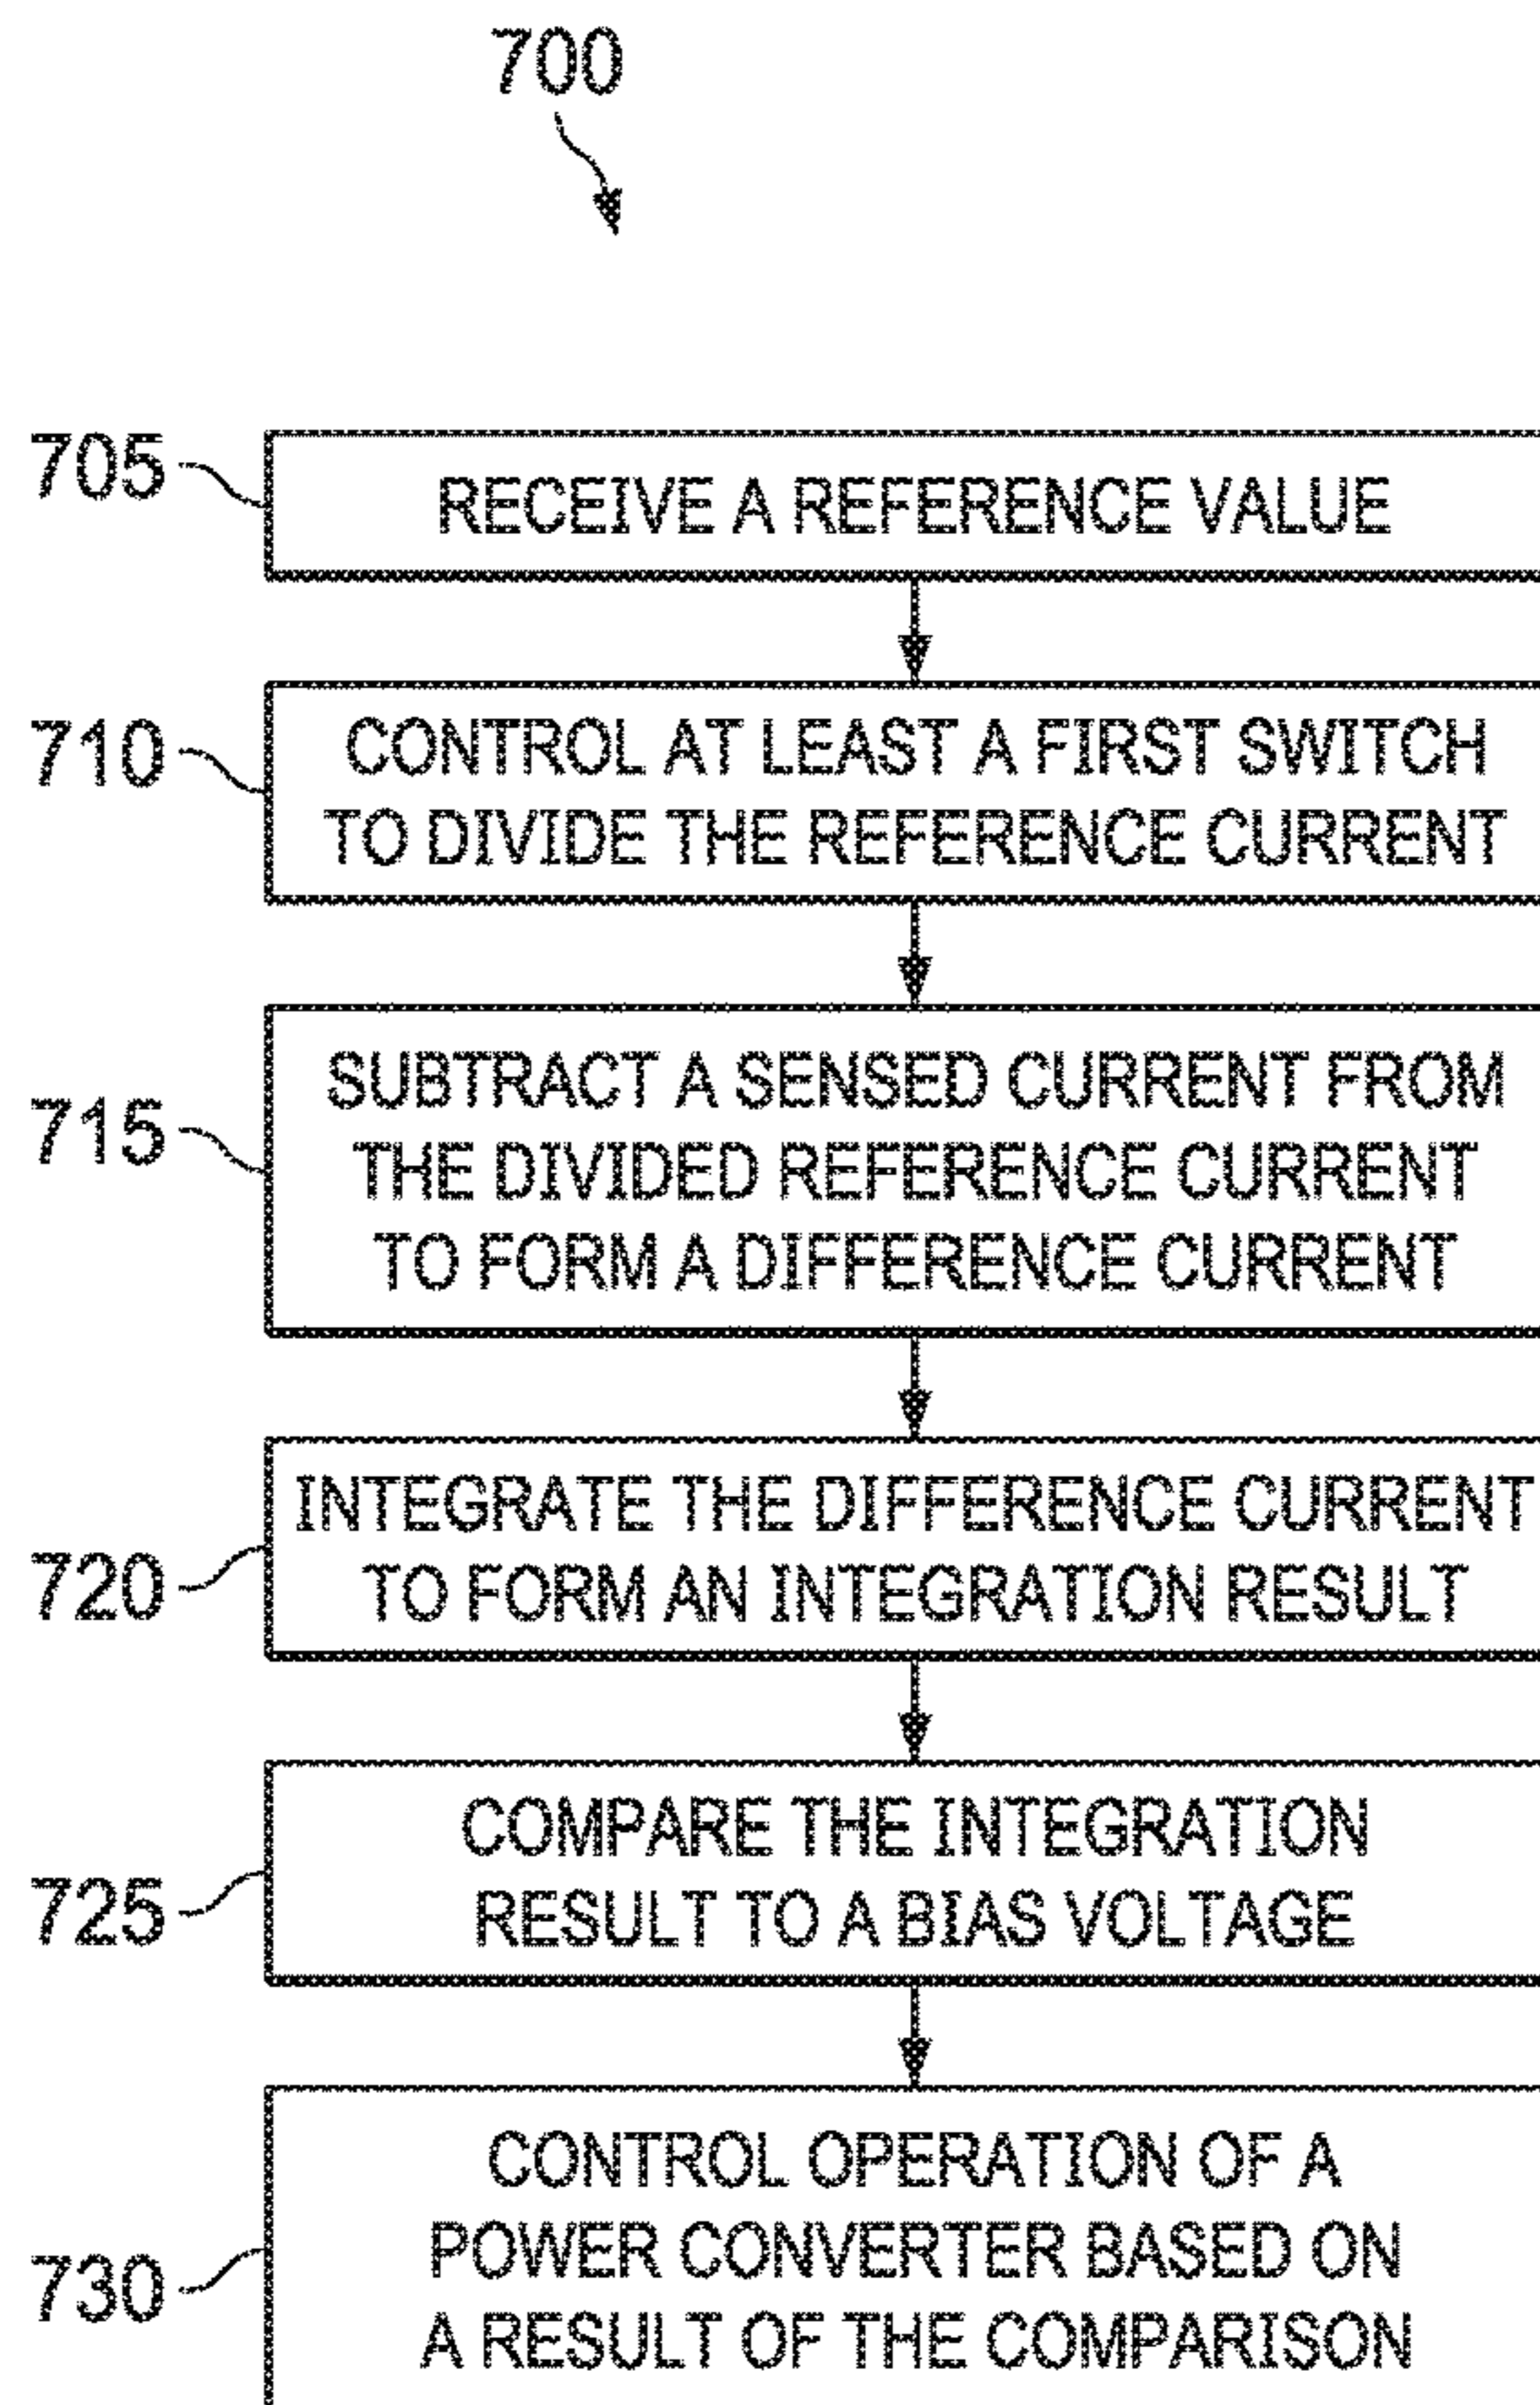 700
705
RECEIVE A REFERENCE VALUE
710
CONTROL AT LEAST A FIRST SWITCH
TO DIVIDE THE REFERENCE CURRENT
715
SUBTRACT A SENSED CURRENT FROM
THE DIVIDED REFERENCE CURRENT
TO FORM A DIFFERENCE CURRENT
720
INTEGRATE THE DIFFERENCE CURRENT
TO FORM AN INTEGRATION RESULT
725
COMPARE THE INTEGRATION
RESULT TO A BIAS VOLTAGE
730
CONTROL OPERATION OF A
POWER CONVERTER BASED ON
A RESULT OF THE COMPARISON